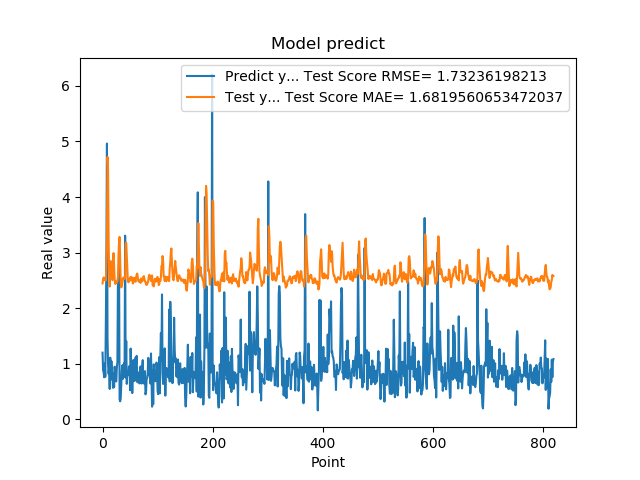 Model predict
Predict y... Test Score RMSE= 1.73236198213
Test y... Test Score MAE= 1.6819560653472037
Real value
6
5
4
3
2
1
0
0 200 400 600 800
Point